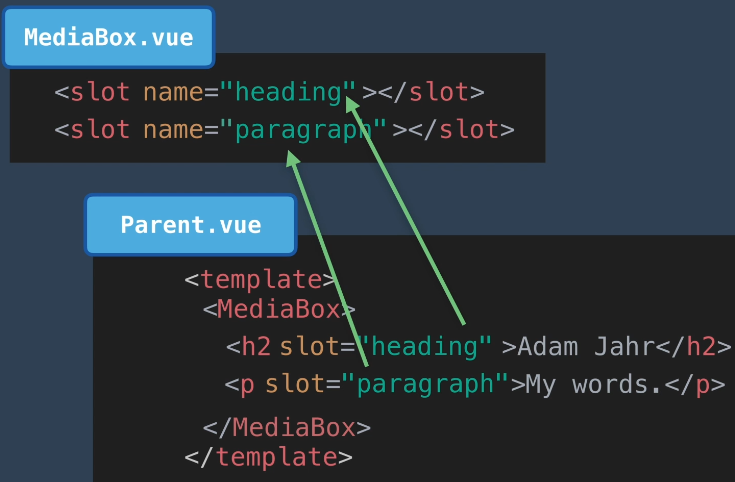 MediaBox.vue
<slot name="heading"></slot>
<slot name="paragraph"></slot>
Parent.vue
<template>
<MediaBox>
<h2 slot="heading" >Adam Jahr</h2>
<p slot="paragraph">My words.</p>
</MediaBox>
</template>